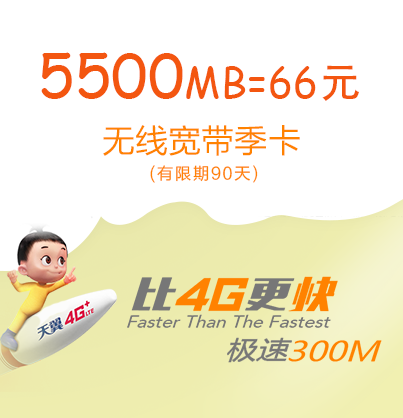 5500MB=66元
无线宽带季卡
(有限期90天)
比4G更快
Faster Than The Fastest
极速300M
天翼4G+LTE